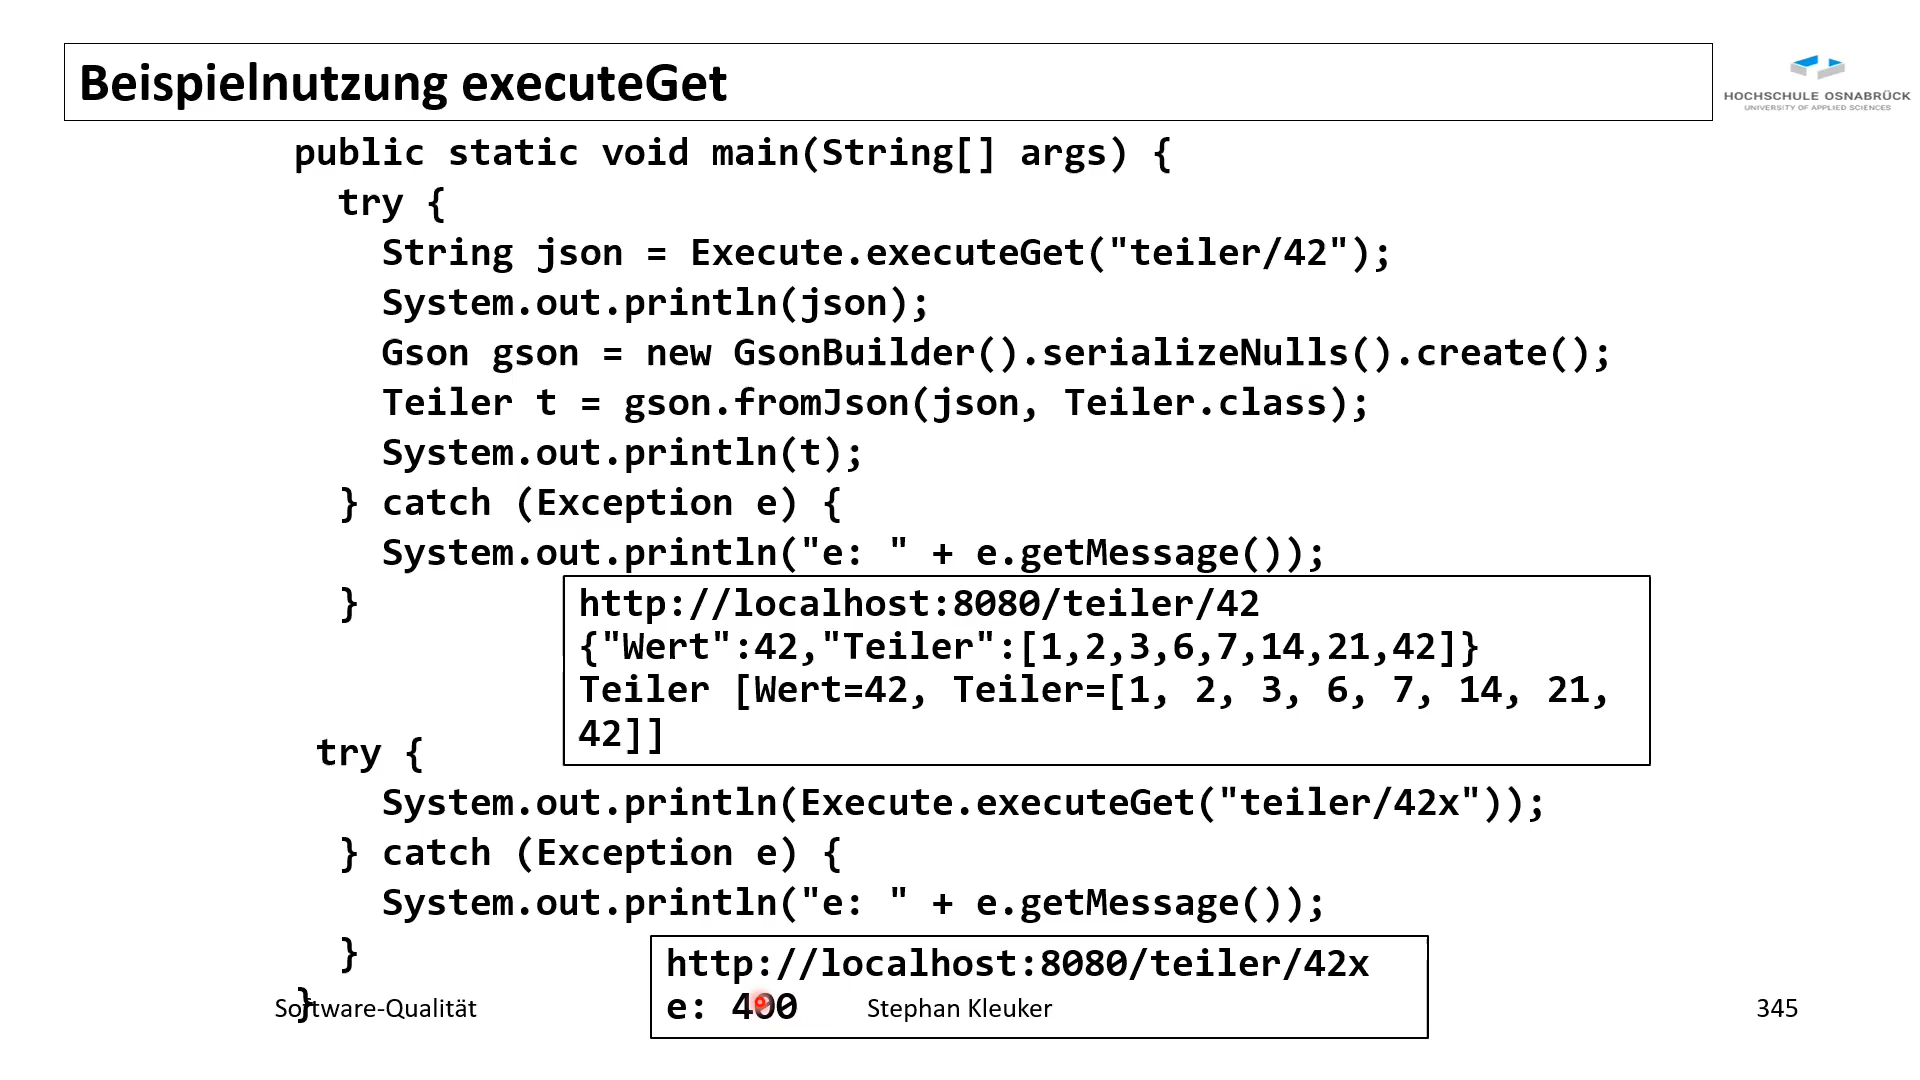 Beispielnutzung executeGet
HOCHSCHULE OSNABRÜCK
UNIVERSITY OF APPLIED SCIENCES
public static void main(String[] args) {
try {
String json = Execute.executeGet("teiler/42");
System.out.println(json);
Gson gson = new GsonBuilder().serializeNulls().create();
Teiler t = gson.fromJson(json, Teiler.class);
System.out.println(t);
} catch (Exception e) {
System.out.println("e: " + e.getMessage());
}
http://localhost:8080/teiler/42
{"Wert":42,"Teiler":[1,2,3,6,7,14,21,42]}
Teiler [Wert=42, Teiler=[1, 2, 3, 6, 7, 14, 21,
42]]
try {
System.out.println(Execute.executeGet("teiler/42x"));
} catch (Exception e) {
System.out.println("e: " + e.getMessage());
}
http://localhost:8080/teiler/42x
e: 400
}
Software-Qualität
Stephan Kleuker
345